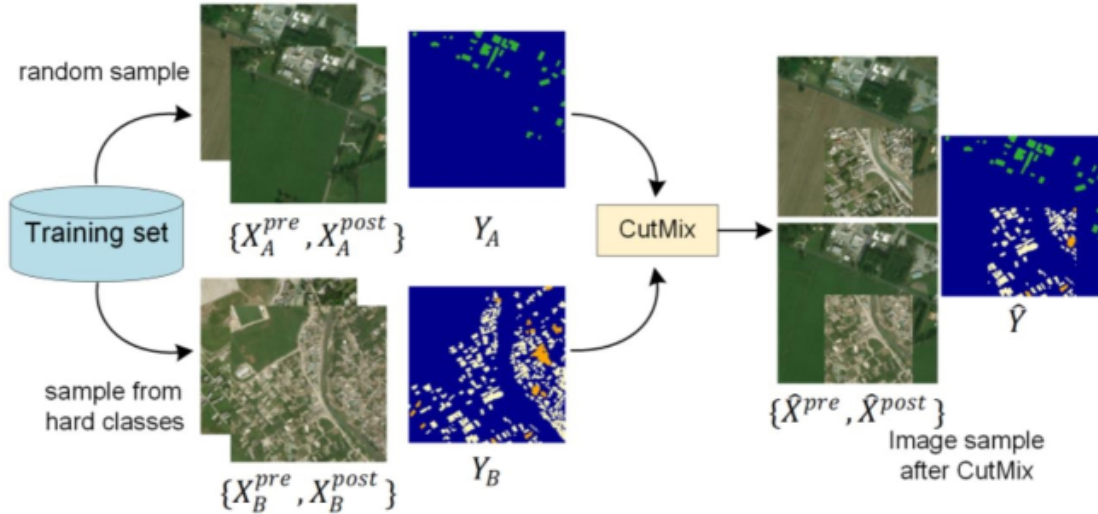 random sample
Training set
{X_A^{pre}, X_A^{post}}
Y_A
CutMix
sample from
hard classes
{X_B^{pre}, X_B^{post}}
Y_B
{X̂^{pre}, X̂^{post}}
Ŷ
Image sample
after CutMix